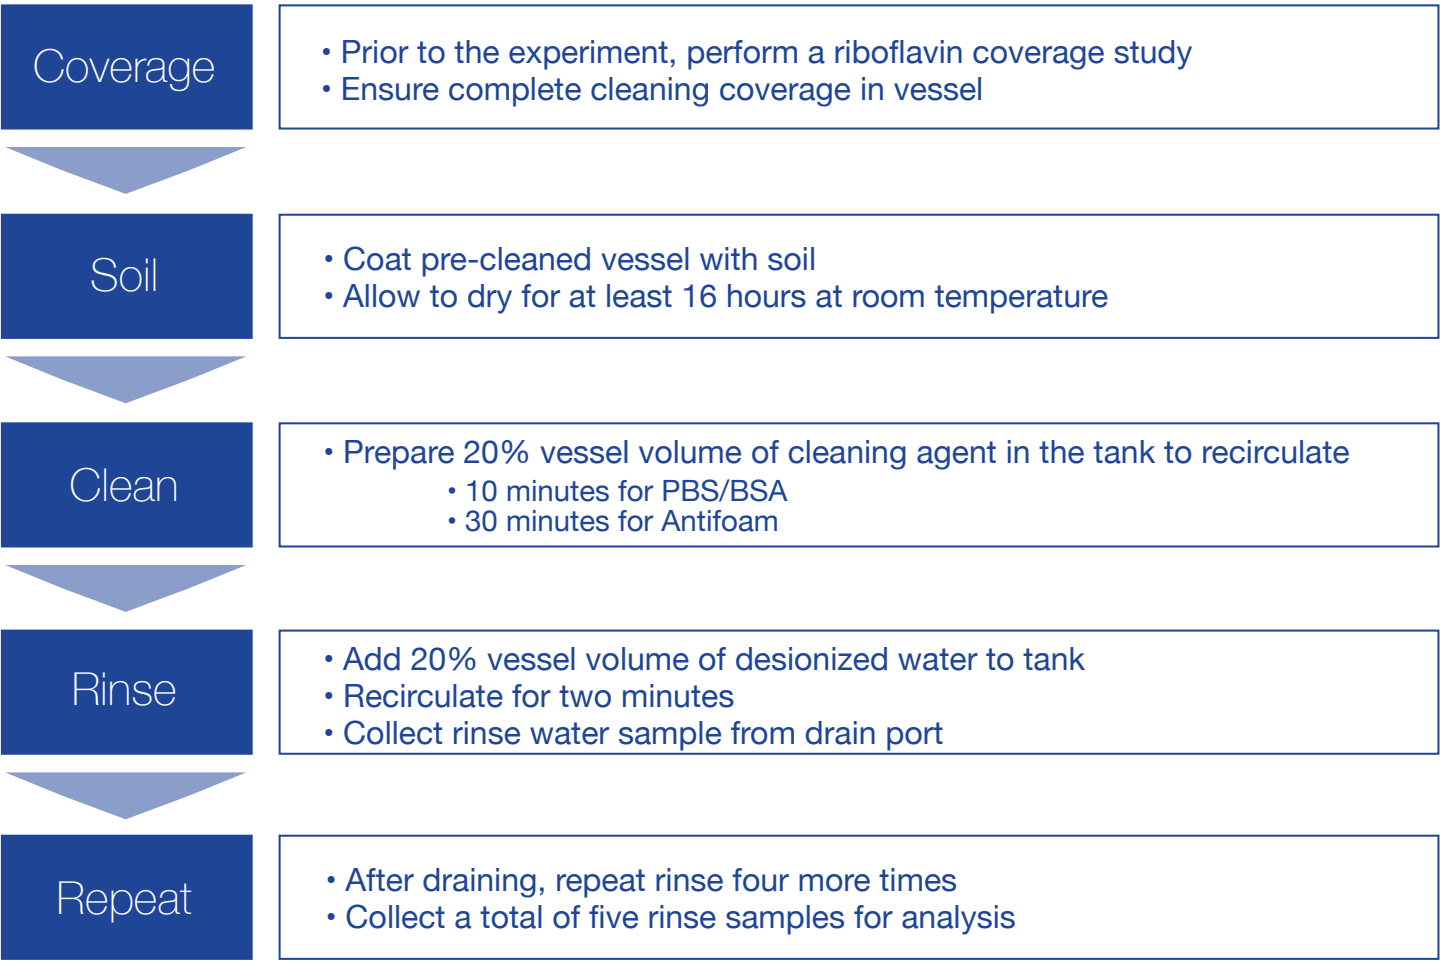 Coverage
• Prior to the experiment, perform a riboflavin coverage study
• Ensure complete cleaning coverage in vessel
Soil
• Coat pre-cleaned vessel with soil
• Allow to dry for at least 16 hours at room temperature
Clean
• Prepare 20% vessel volume of cleaning agent in the tank to recirculate
• 10 minutes for PBS/BSA
• 30 minutes for Antifoam
Rinse
• Add 20% vessel volume of desionized water to tank
• Recirculate for two minutes
• Collect rinse water sample from drain port
Repeat
• After draining, repeat rinse four more times
• Collect a total of five rinse samples for analysis